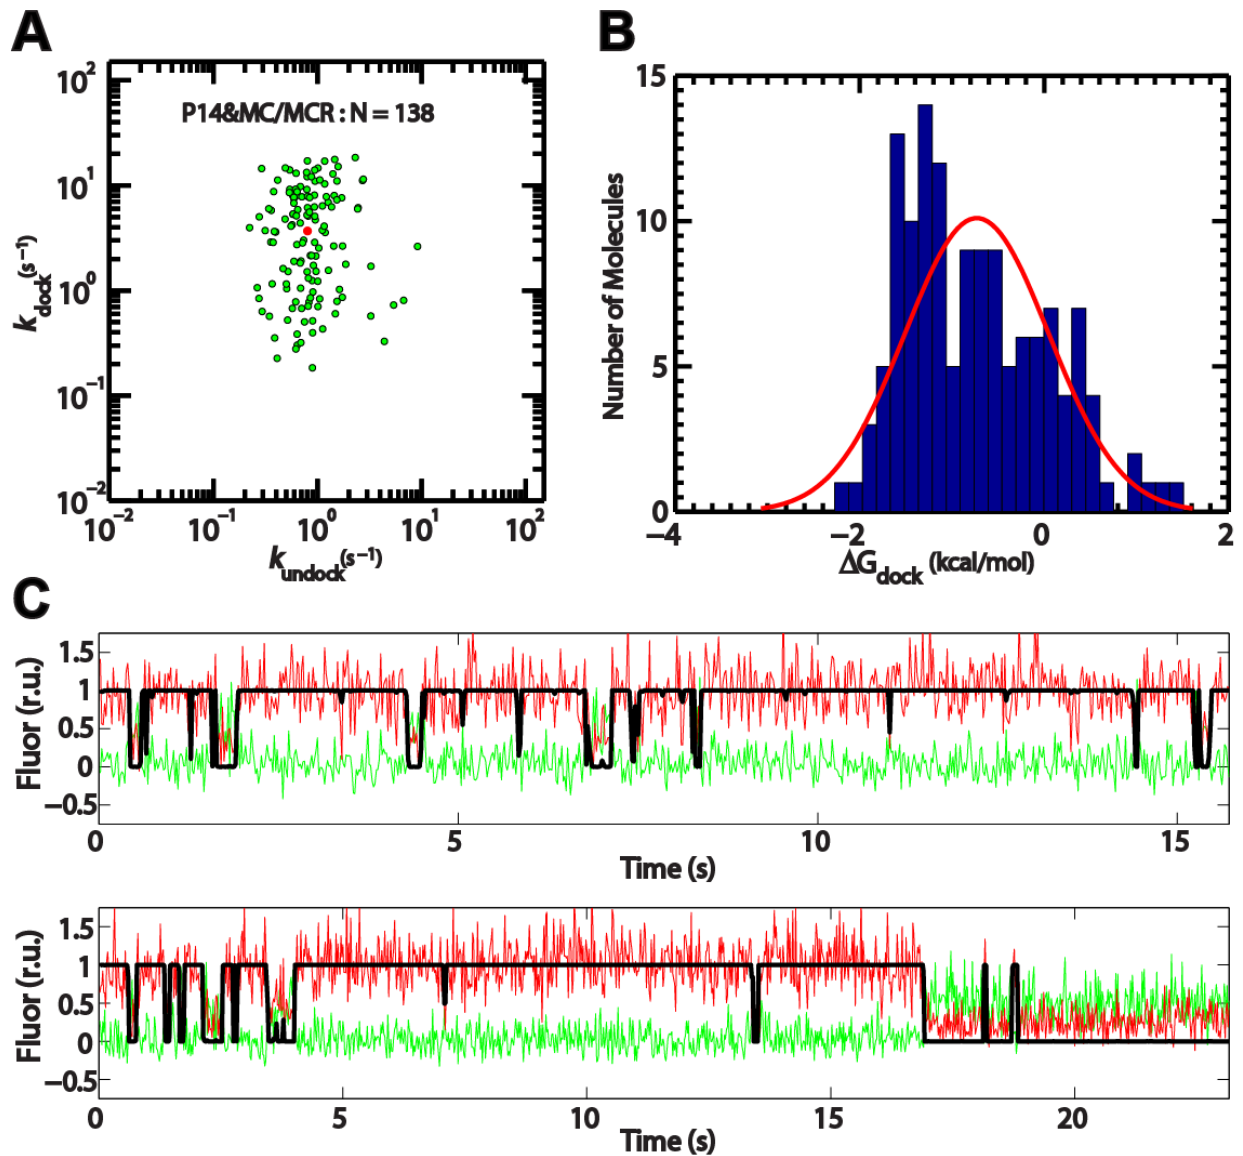 A
B
P14&MC/MCR : N = 138
10²
10¹
10⁰
10⁻¹
10⁻²
k_dock(s⁻¹)
10⁻² 10⁻¹ 10⁰ 10¹ 10²
k_undock(s⁻¹)
15
10
5
0
Number of Molecules
−4 −2 0 2
ΔG_dock (kcal/mol)
C
1.5
1
0.5
0
−0.5
Fluor (r.u.)
0 5 10 15
Time (s)
1.5
1
0.5
0
−0.5
Fluor (r.u.)
0 5 10 15 20
Time (s)